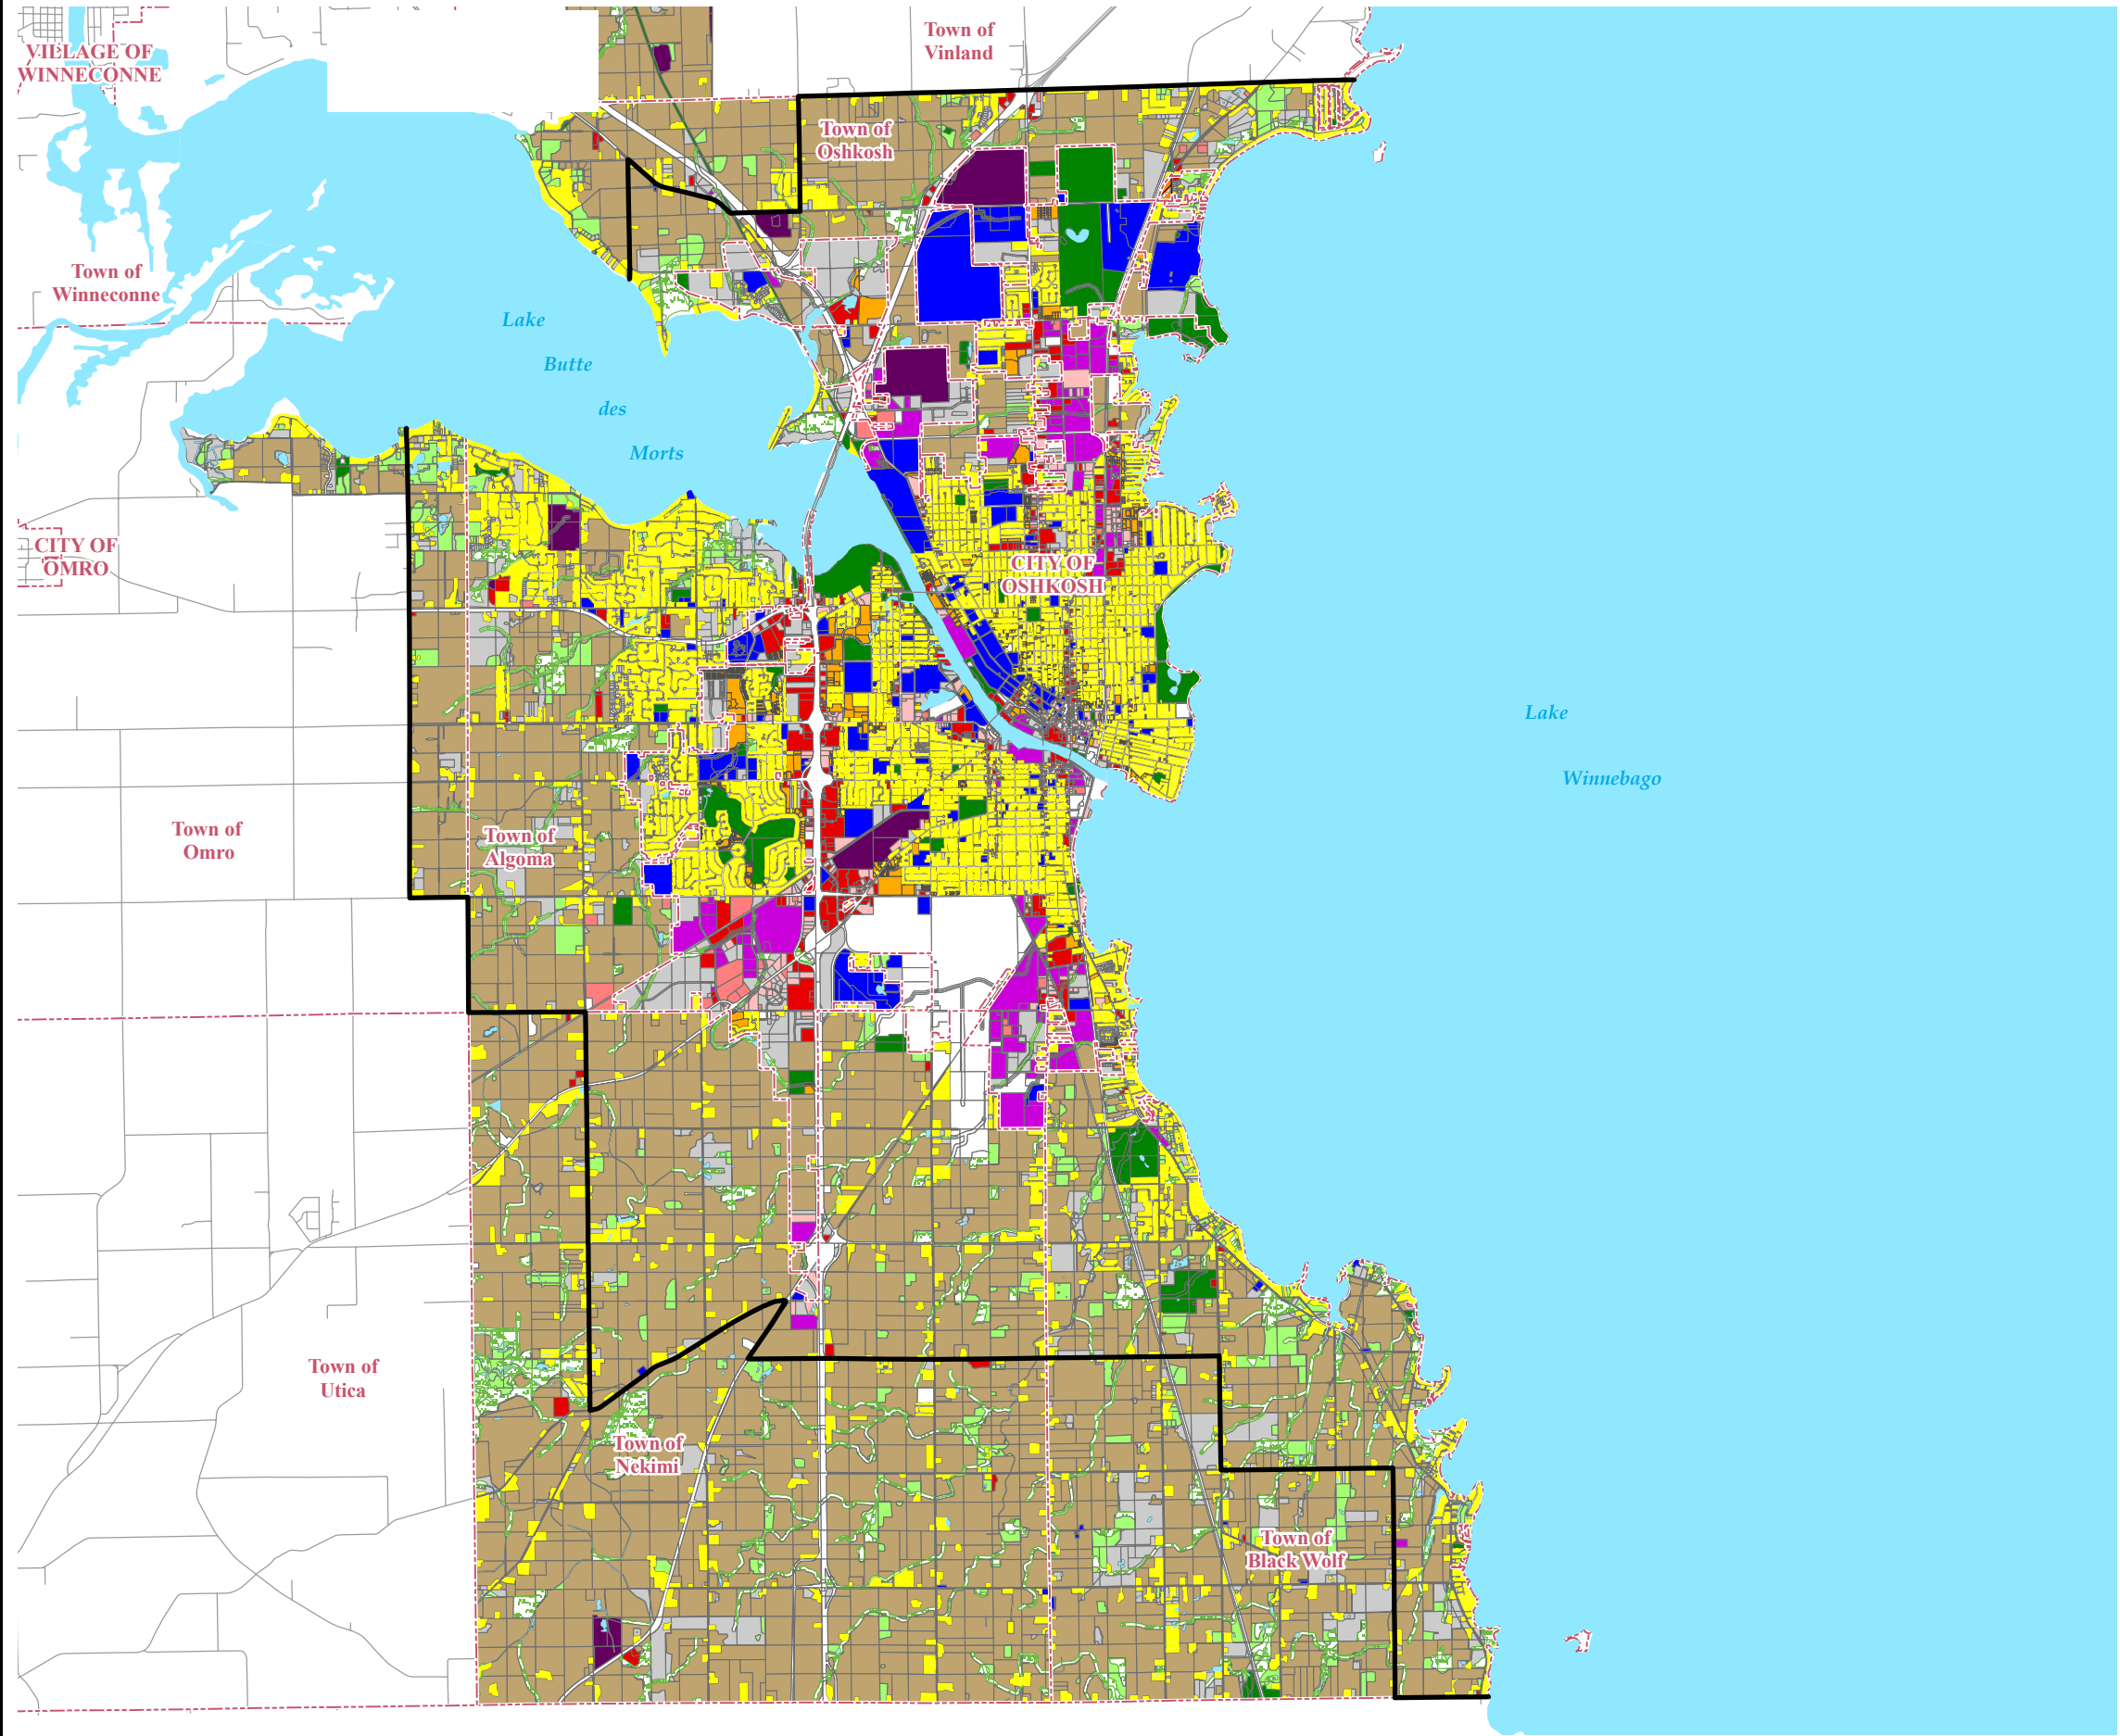 Town of
Vinland
VILLAGE OF
WINNECONNE
Town of
Oshkosh
Town of
Winneconne
Lake
Butte
des
Morts
CITY OF
OMRO
CITY OF
OSHKOSH
Lake
Winnebago
Town of
Omro
Town of
Algoma
Town of
Utica
Town of
Nekimi
Town of
Black Wolf